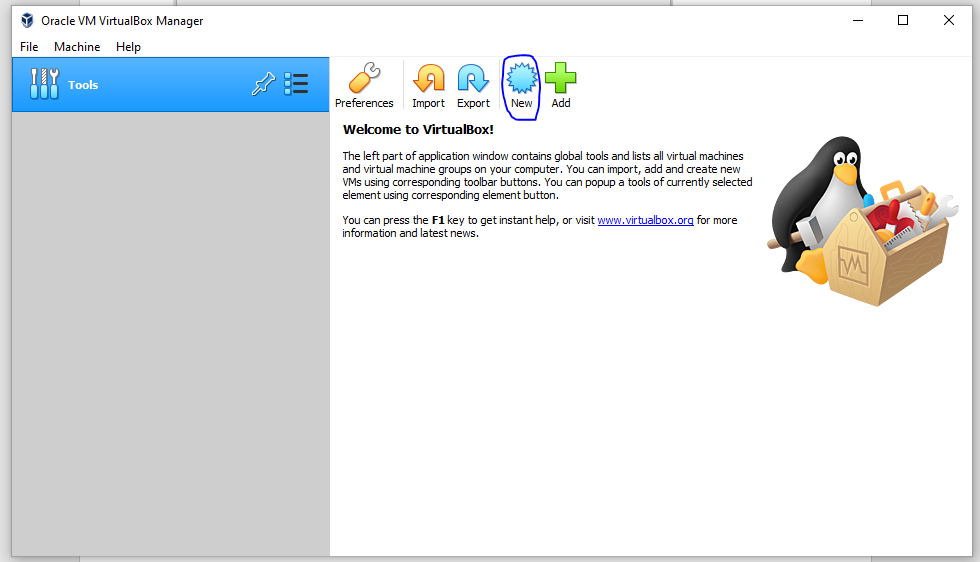 Oracle VM VirtualBox Manager
File Machine Help
Tools
Preferences Import Export New Add
Welcome to VirtualBox!
The left part of application window contains global tools and lists all virtual machines
and virtual machine groups on your computer. You can import, add and create new
VMs using corresponding toolbar buttons. You can popup a tools of currently selected
element using corresponding element button.
You can press the F1 key to get instant help, or visit www.virtualbox.org for more
information and latest news.